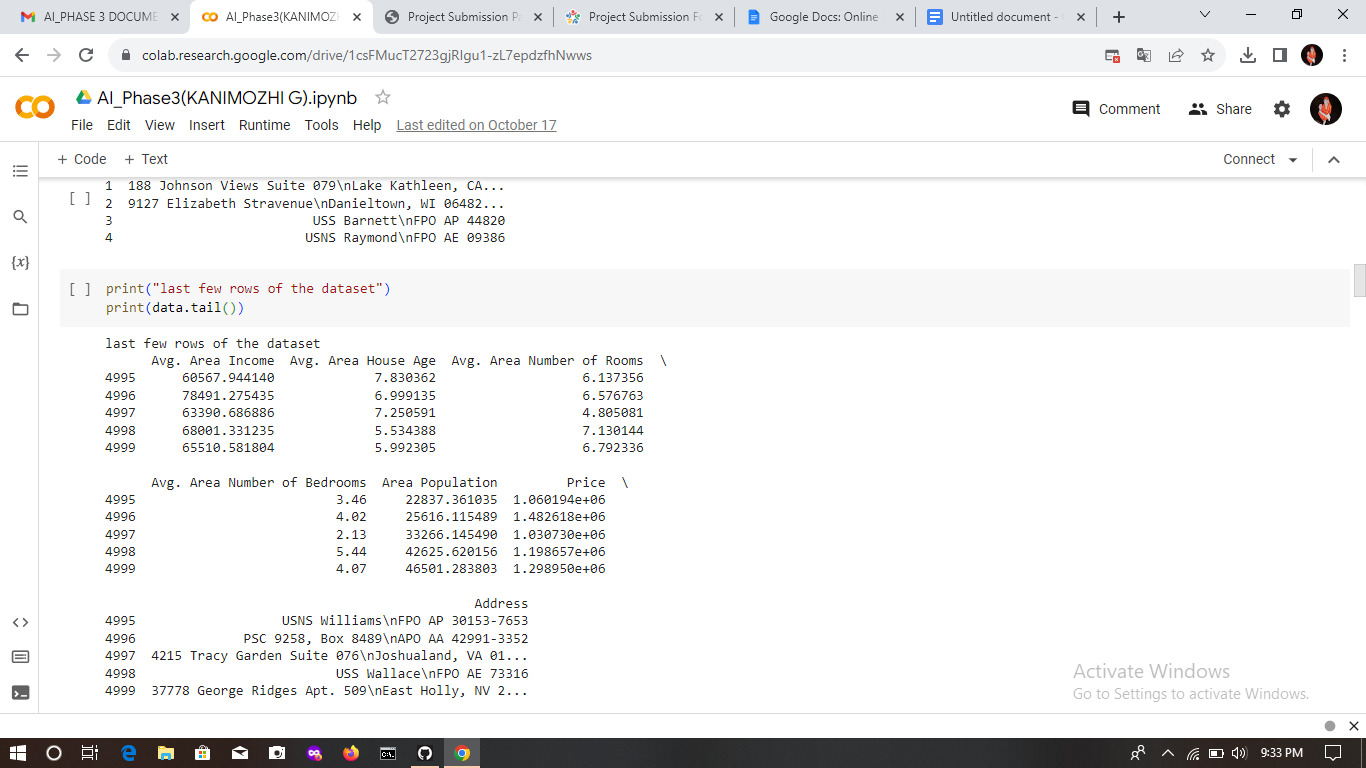 AI_PHASE 3 DOCUME
AI_Phase3(KANIMOZH
Project Submission Pa
Project Submission Fo
Google Docs: Online
Untitled document -
colab.research.google.com/drive/1csFMucT2723gjRIgu1-zL7epdzfhNwws
AI_Phase3(KANIMOZHI G).ipynb
Comment
Share
File Edit View Insert Runtime Tools Help Last edited on October 17
+ Code + Text
Connect
1 188 Johnson Views Suite 079\nLake Kathleen, CA...
[ ] 2 9127 Elizabeth Stravenue\nDanieltown, WI 06482...
3 USS Barnett\nFPO AP 44820
4 USNS Raymond\nFPO AE 09386
{x}
[ ] print("last few rows of the dataset")
print(data.tail())
last few rows of the dataset
Avg. Area Income Avg. Area House Age Avg. Area Number of Rooms \
4995 60567.944140 7.830362 6.137356
4996 78491.275435 6.999135 6.576763
4997 63390.686886 7.250591 4.805081
4998 68001.331235 5.534388 7.130144
4999 65510.581804 5.992305 6.792336
Avg. Area Number of Bedrooms Area Population Price \
4995 3.46 22837.361035 1.060194e+06
4996 4.02 25616.115489 1.482618e+06
4997 2.13 33266.145490 1.030730e+06
4998 5.44 42625.620156 1.198657e+06
4999 4.07 46501.283803 1.298950e+06
Address
4995 USNS Williams\nFPO AP 30153-7653
4996 PSC 9258, Box 8489\nAPO AA 42991-3352
4997 4215 Tracy Garden Suite 076\nJoshualand, VA 01...
4998 USS Wallace\nFPO AE 73316
4999 37778 George Ridges Apt. 509\nEast Holly, NV 2...
Activate Windows
Go to Settings to activate Windows.
9:33 PM